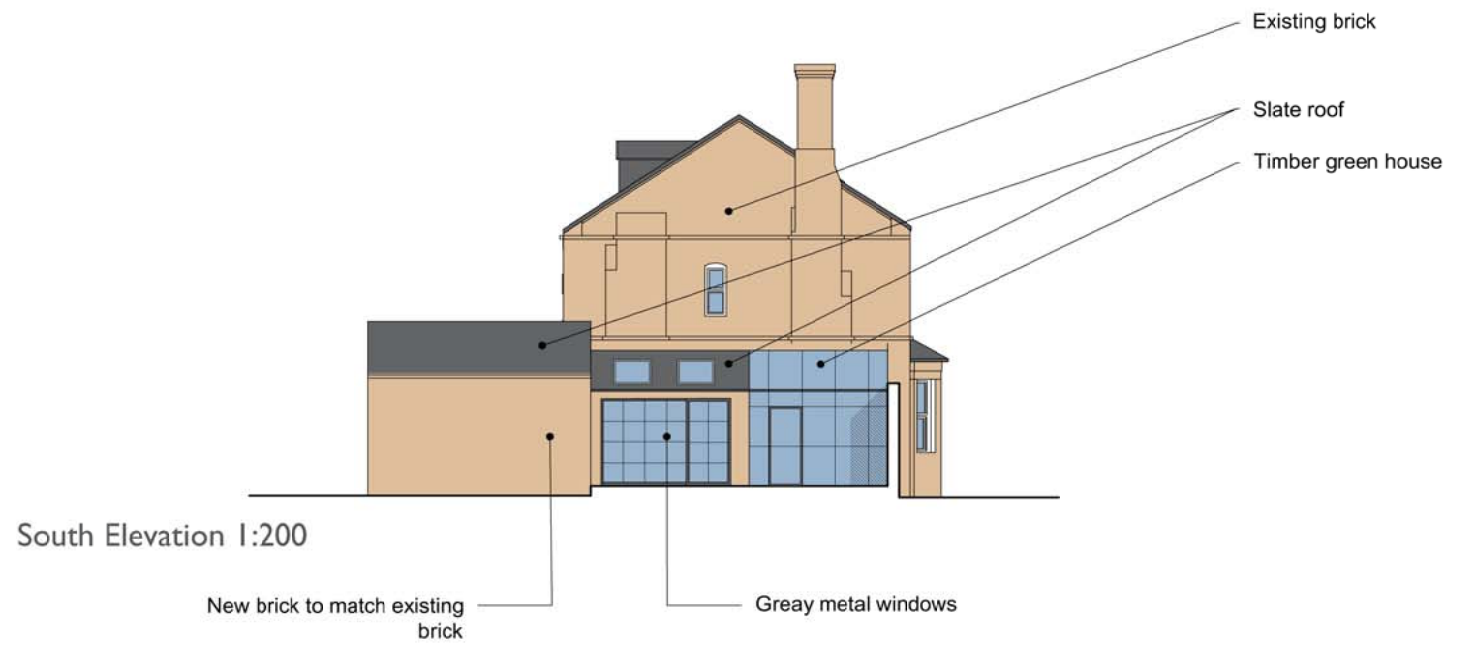 Existing brick
Slate roof
Timber green house
South Elevation 1:200
New brick to match existing
brick
Greay metal windows